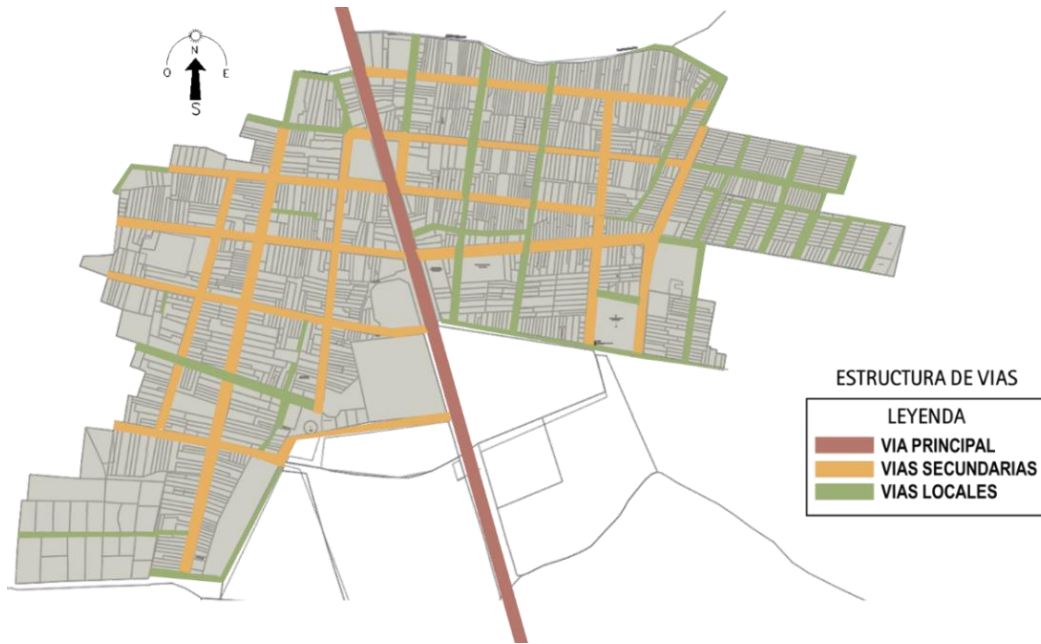 N
O E
S
ESTRUCTURA DE VIAS
LEYENDA
VIA PRINCIPAL
VIAS SECUNDARIAS
VIAS LOCALES